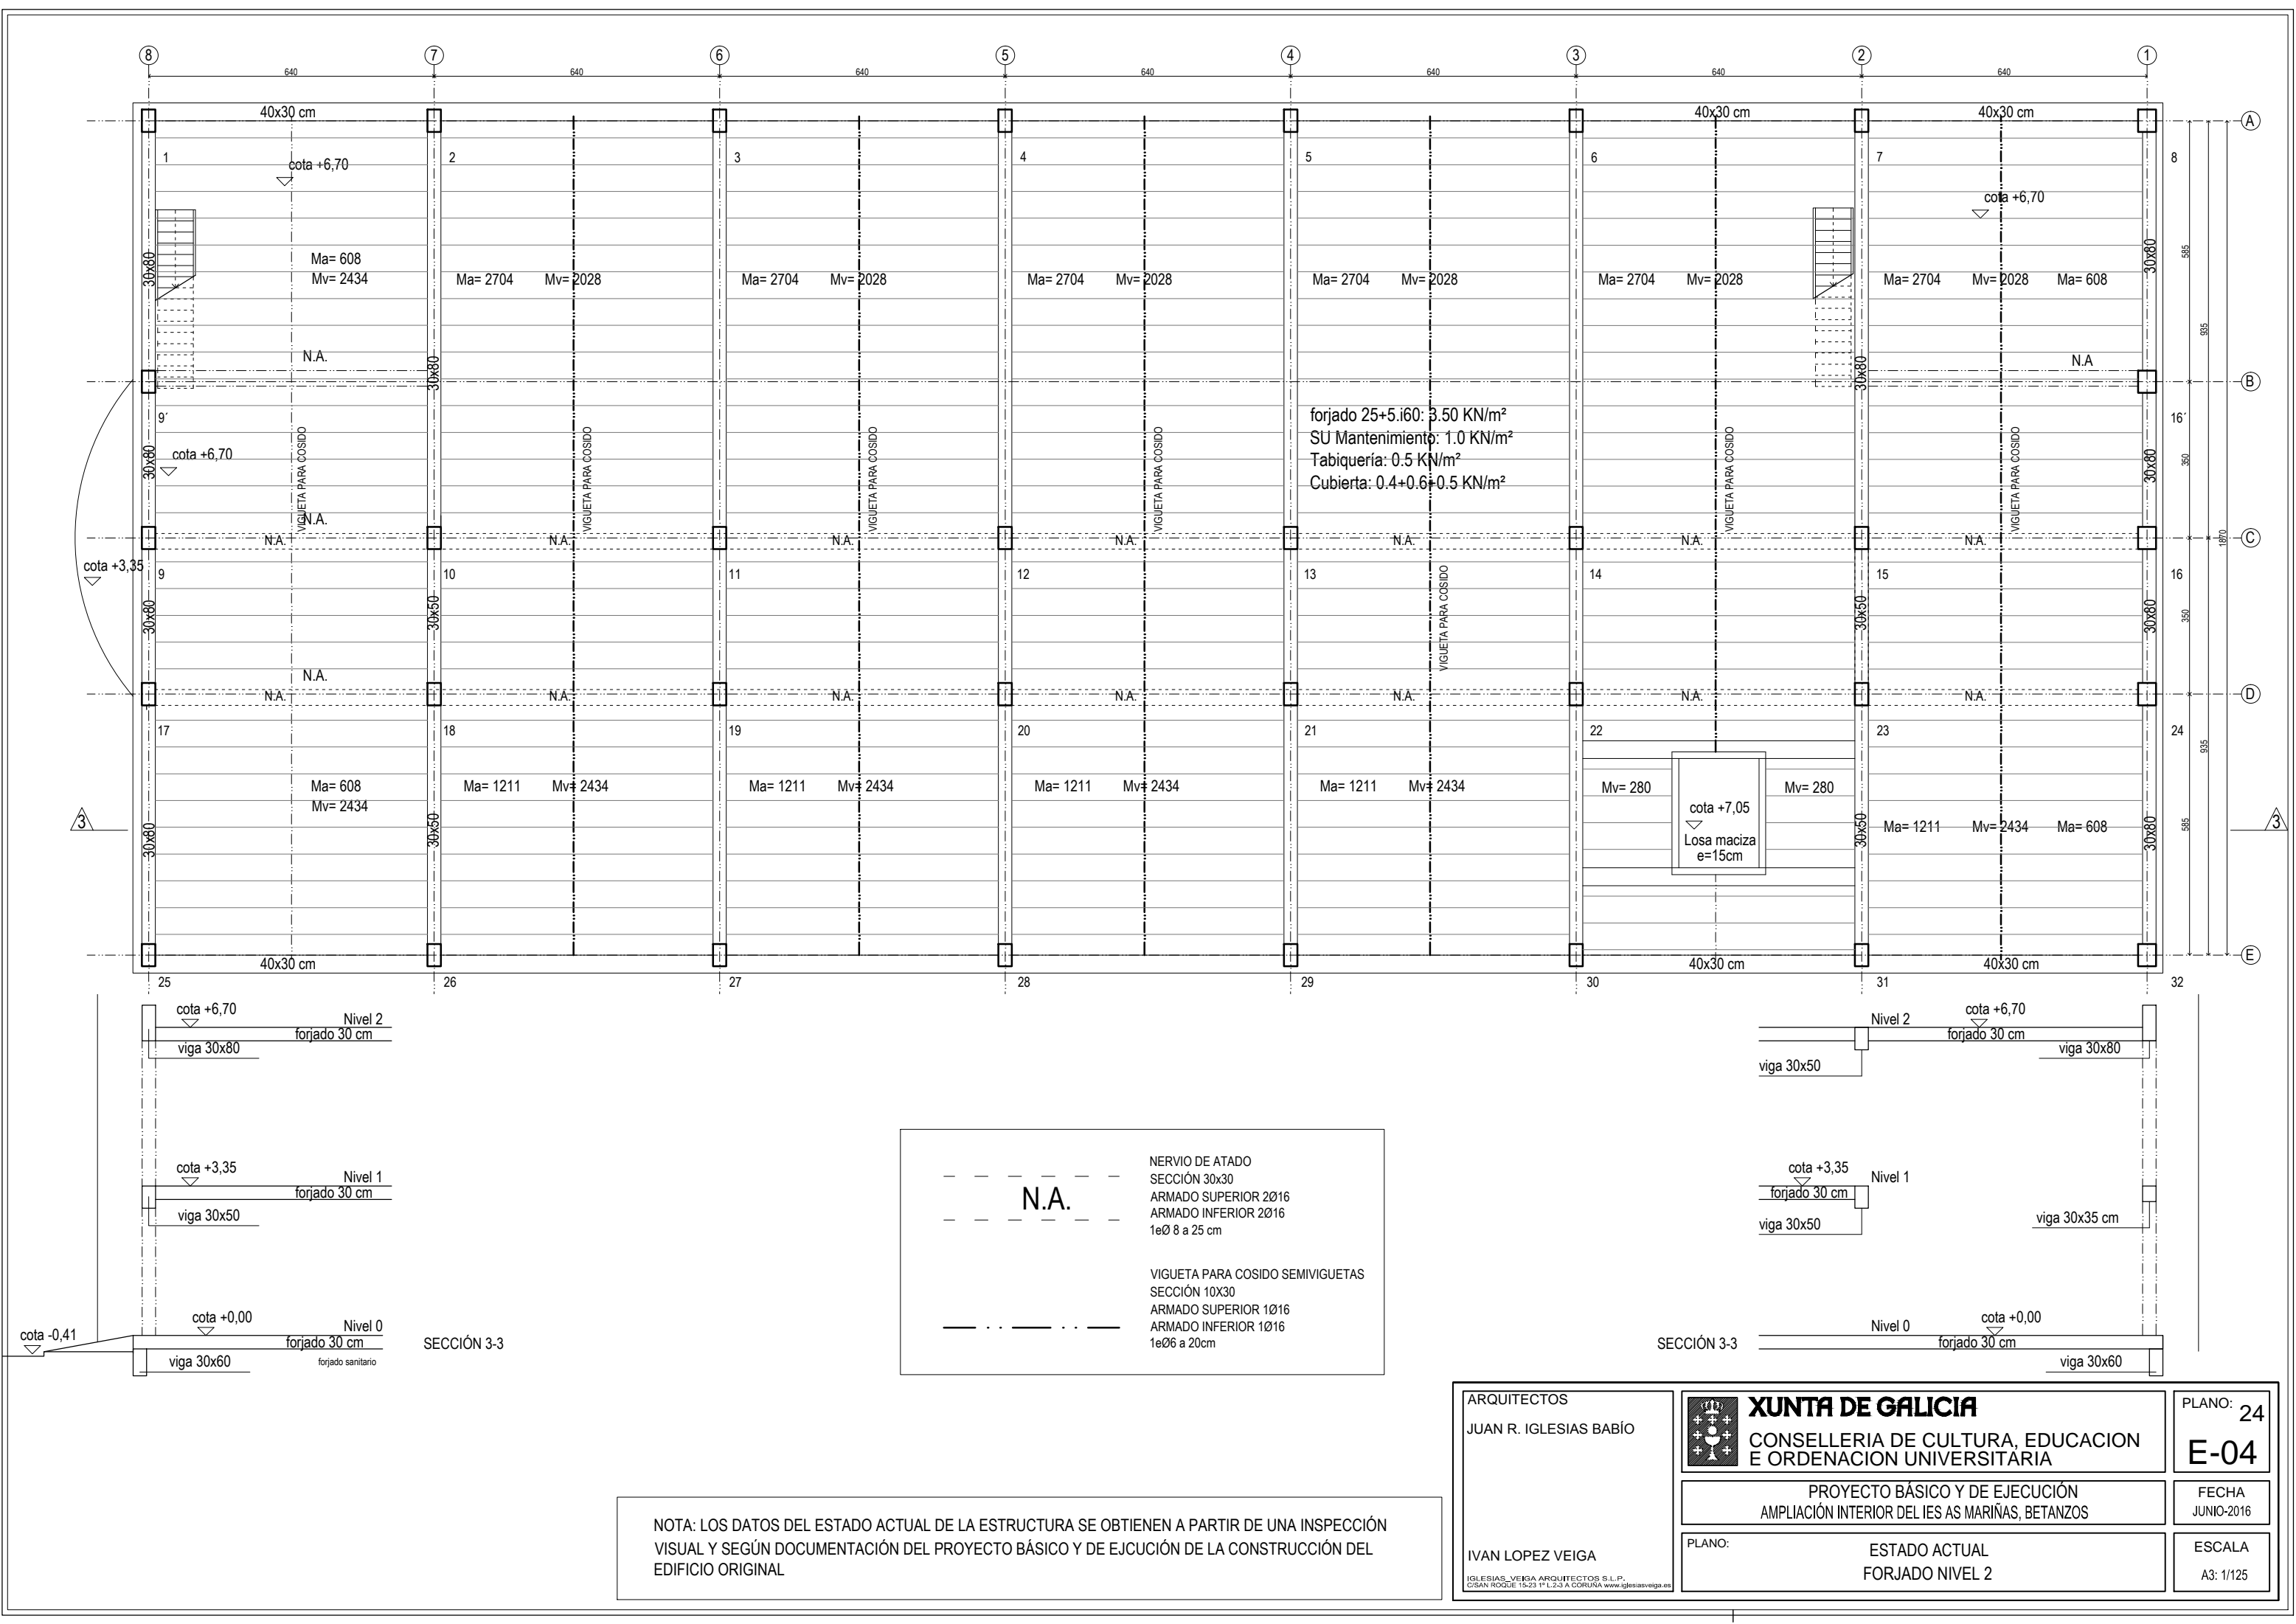 8 7 6 5 4 3 2 1
640 640 640 640 640 640 640
40x30 cm 40x30 cm 40x30 cm
A
1 2 3 4 5 6 7 8
cota +6,70
cota +6,70
30x80 30x80 585
Ma= 608
Mv= 2434
Ma= 2704 Mv= 2028 Ma= 2704 Mv= 2028 Ma= 2704 Mv= 2028 Ma= 2704 Mv= 2028 Ma= 2704 Mv= 2028 Ma= 2704 Mv= 2028 Ma= 608
935
N.A. N.A
30x80 30x80
B
forjado 25+5.i60: 3.50 KN/m²
SU Mantenimiento: 1.0 KN/m²
Tabiquería: 0.5 KN/m²
Cubierta: 0.4+0.6+0.5 KN/m²
9´ 16´
cota +6,70
30x80 30x80 350
VIGUETA PARA COSIDO VIGUETA PARA COSIDO VIGUETA PARA COSIDO VIGUETA PARA COSIDO VIGUETA PARA COSIDO VIGUETA PARA COSIDO
N.A.
N.A. N.A. N.A. N.A. N.A. N.A. N.A.
1870
C
cota +3,35
9 10 11 12 13 14 15 16
30x80 30x50 VIGUETA PARA COSIDO 30x50 30x80 350
N.A.
N.A. N.A. N.A. N.A. N.A. N.A. N.A.
D
17 18 19 20 21 22 23 24
935
Ma= 608
Mv= 2434
Ma= 1211 Mv= 2434 Ma= 1211 Mv= 2434 Ma= 1211 Mv= 2434 Ma= 1211 Mv= 2434 Mv= 280 Mv= 280
cota +7,05
Losa maciza
e=15cm
3 30x80 30x50 30x50 Ma= 1211 Mv= 2434 Ma= 608 30x80 585 3
E
40x30 cm 40x30 cm 40x30 cm
25 26 27 28 29 30 31 32
cota +6,70
Nivel 2
forjado 30 cm
viga 30x80
cota +3,35
Nivel 1
forjado 30 cm
viga 30x50
cota +0,00
Nivel 0
forjado 30 cm
cota -0,41
viga 30x60
forjado sanitario
SECCIÓN 3-3
N.A.
NERVIO DE ATADO
SECCIÓN 30x30
ARMADO SUPERIOR 2Ø16
ARMADO INFERIOR 2Ø16
1eØ 8 a 25 cm
VIGUETA PARA COSIDO SEMIVIGUETAS
SECCIÓN 10X30
ARMADO SUPERIOR 1Ø16
ARMADO INFERIOR 1Ø16
1eØ6 a 20cm
Nivel 2
cota +6,70
forjado 30 cm
viga 30x80
viga 30x50
cota +3,35
Nivel 1
forjado 30 cm
viga 30x50
viga 30x35 cm
cota +0,00
Nivel 0
forjado 30 cm
SECCIÓN 3-3
viga 30x60
NOTA: LOS DATOS DEL ESTADO ACTUAL DE LA ESTRUCTURA SE OBTIENEN A PARTIR DE UNA INSPECCIÓN
VISUAL Y SEGÚN DOCUMENTACIÓN DEL PROYECTO BÁSICO Y DE EJCUCIÓN DE LA CONSTRUCCIÓN DEL
EDIFICIO ORIGINAL
ARQUITECTOS
JUAN R. IGLESIAS BABÍO
IVAN LOPEZ VEIGA
IGLESIAS_VEIGA ARQUITECTOS S.L.P.
C/SAN ROQUE 15-23 1º L.2-3 A CORUÑA www.iglesiasveiga.es
XUNTA DE GALICIA
CONSELLERIA DE CULTURA, EDUCACION
E ORDENACION UNIVERSITARIA
PLANO: 24
E-04
PROYECTO BÁSICO Y DE EJECUCIÓN
AMPLIACIÓN INTERIOR DEL IES AS MARIÑAS, BETANZOS
FECHA
JUNIO-2016
PLANO:
ESTADO ACTUAL
FORJADO NIVEL 2
ESCALA
A3: 1/125